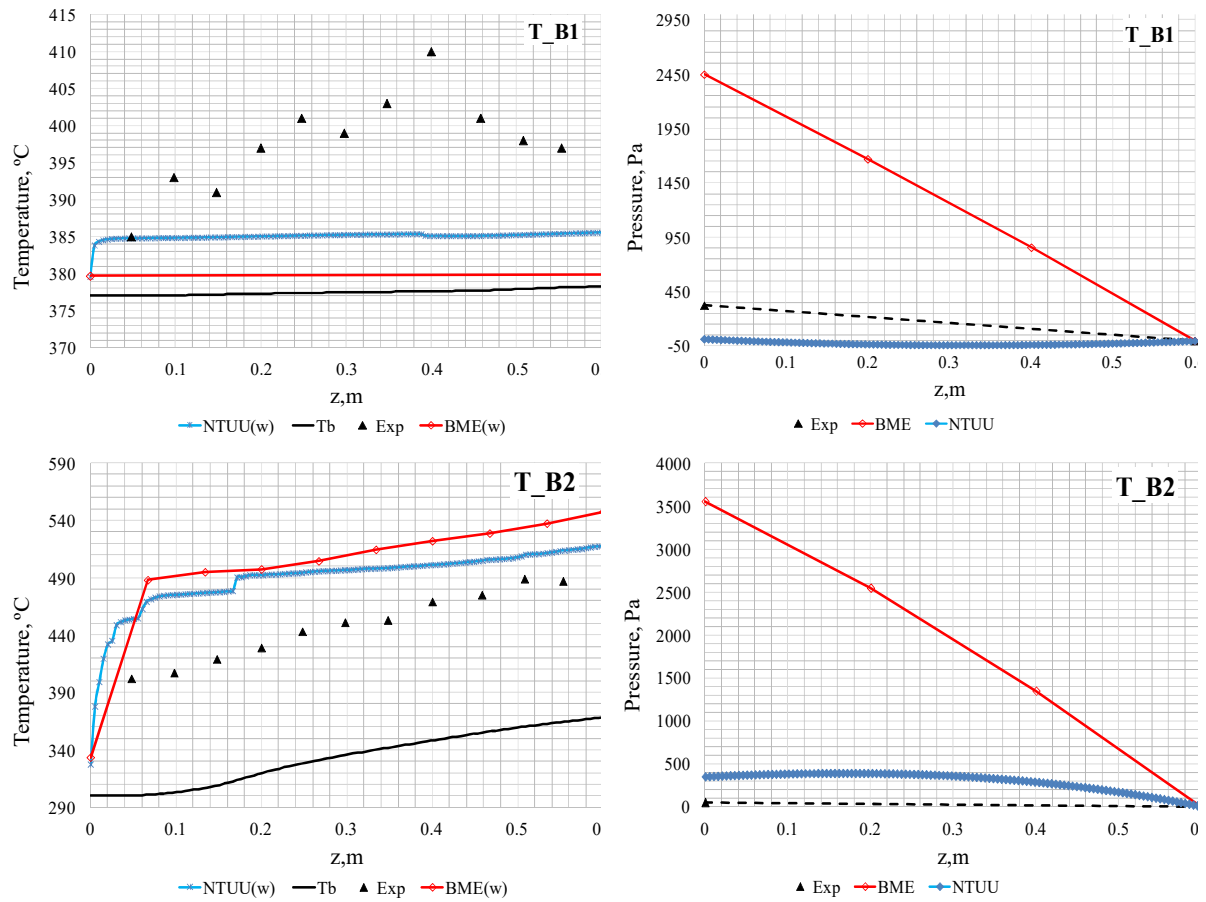 T_B1
Temperature, ºC
415
410
405
400
395
390
385
380
375
370
0 0.1 0.2 0.3 0.4 0.5 0
z,m
NTUU(w) Tb Exp BME(w)
T_B1
Pressure, Pa
2950
2450
1950
1450
950
450
-50
0 0.1 0.2 0.3 0.4 0.5 0.
z,m
Exp BME NTUU
T_B2
Temperature, ºC
590
540
490
440
390
340
290
0 0.1 0.2 0.3 0.4 0.5 0
z,m
NTUU(w) Tb Exp BME(w)
T_B2
Pressure, Pa
4000
3500
3000
2500
2000
1500
1000
500
0
0 0.1 0.2 0.3 0.4 0.5 0
z,m
Exp BME NTUU